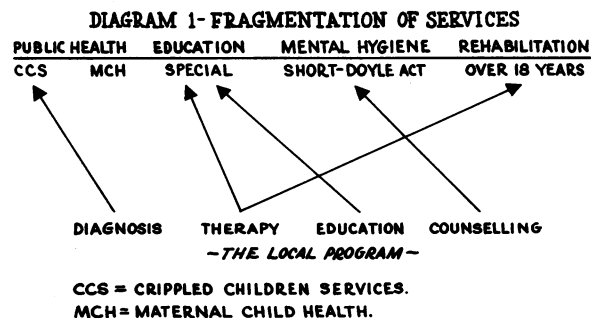 DIAGRAM 1- FRAGMENTATION OF SERVICES
PUBLIC HEALTH EDUCATION MENTAL HYGIENE REHABILITATION
CCS MCH SPECIAL SHORT-DOYLE ACT OVER 18 YEARS
DIAGNOSIS THERAPY EDUCATION COUNSELLING
~THE LOCAL PROGRAM~
CCS = CRIPPLED CHILDREN SERVICES.
MCH = MATERNAL CHILD HEALTH.